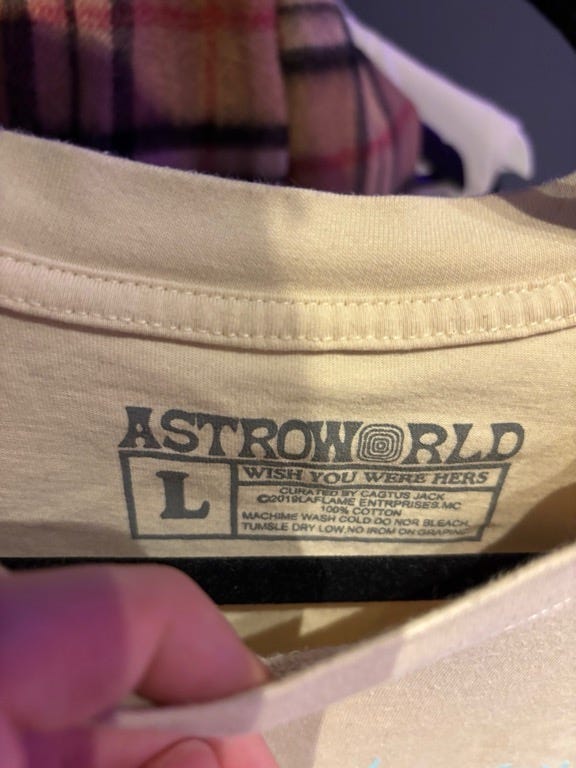 ASTROWORLD
L
WISH YOU WERE HERS
CURATED BY CAGTUS JACK
©2019LAFLAME ENTRPRISES.MC
100% COTTON
MACHIME WASH COLD DO NOR BLEACH,
TUMSLE DRY LOW.NO IROM ON GRAPINC